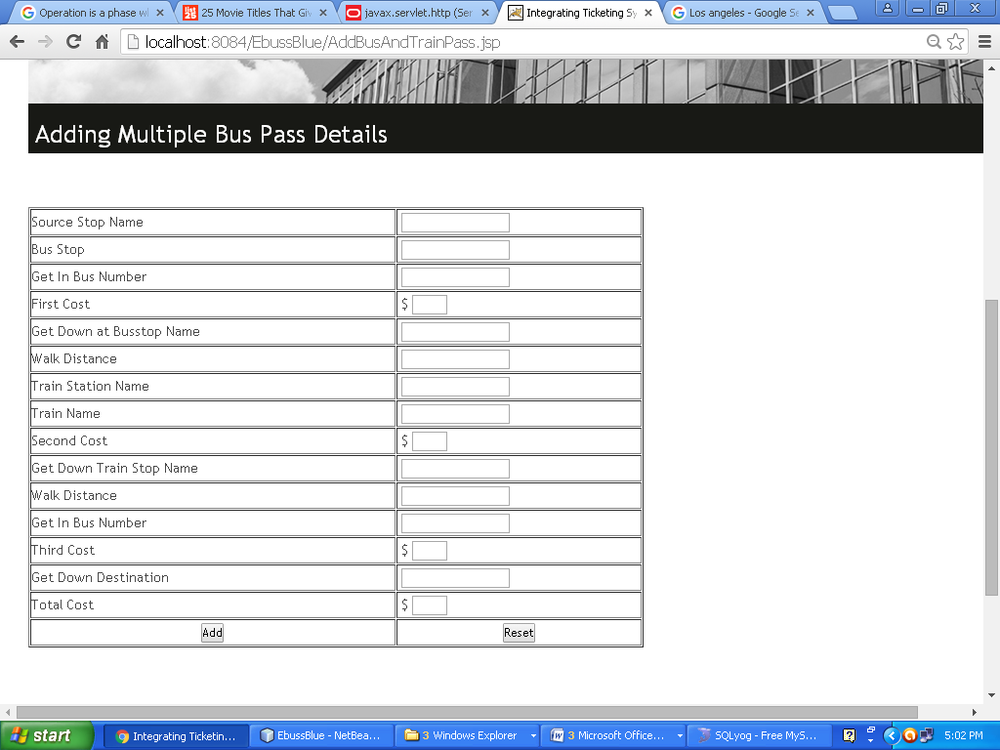 Operation is a phase w
25 Movie Titles That Giv
javax.servlet.http (Ser
Integrating Ticketing Sy
Los angeles - Google Se
localhost:8084/EbussBlue/AddBusAndTrainPass.jsp
Adding Multiple Bus Pass Details
Source Stop Name
Bus Stop
Get In Bus Number
First Cost $
Get Down at Busstop Name
Walk Distance
Train Station Name
Train Name
Second Cost $
Get Down Train Stop Name
Walk Distance
Get In Bus Number
Third Cost $
Get Down Destination
Total Cost $
Add Reset
start
Integrating Ticketin...
EbussBlue - NetBea...
3 Windows Explorer
3 Microsoft Office...
SQLyog - Free MyS...
5:02 PM